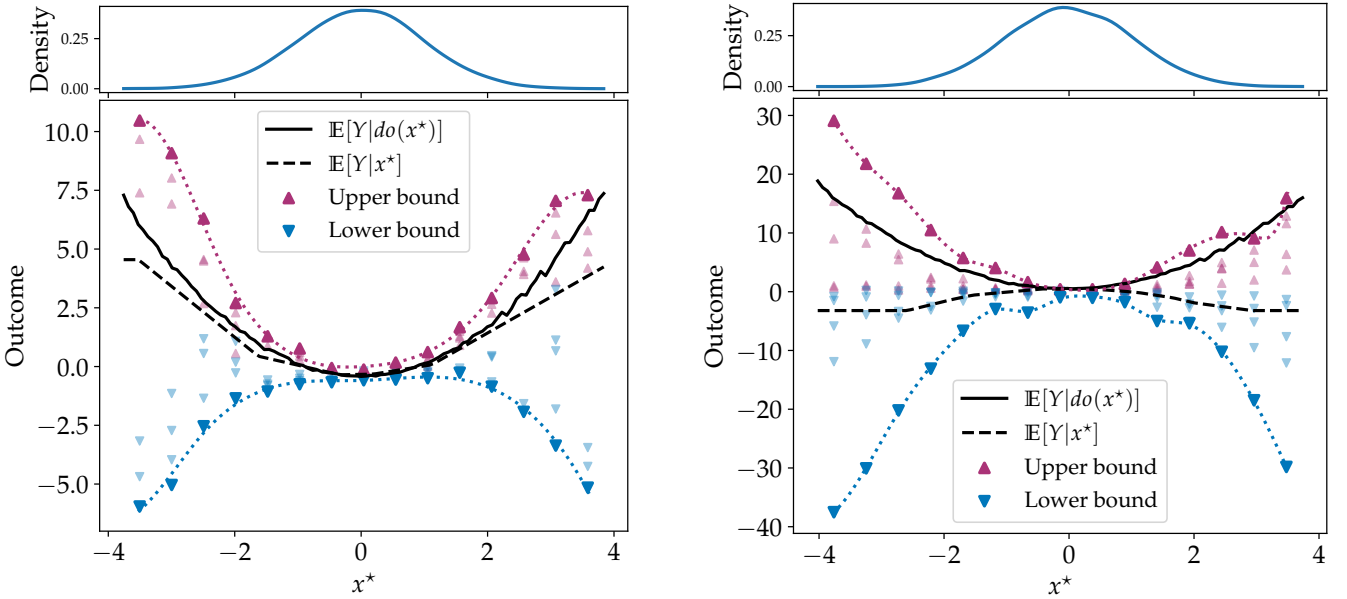 Density
0.25
0.00
Outcome
10.0
7.5
5.0
2.5
0.0
−2.5
−5.0
𝔼[Y|do(x⋆)]
𝔼[Y|x⋆]
Upper bound
Lower bound
−4
−2
0
2
4
x⋆
Density
0.25
0.00
Outcome
30
20
10
0
−10
−20
−30
−40
𝔼[Y|do(x⋆)]
𝔼[Y|x⋆]
Upper bound
Lower bound
−4
−2
0
2
4
x⋆